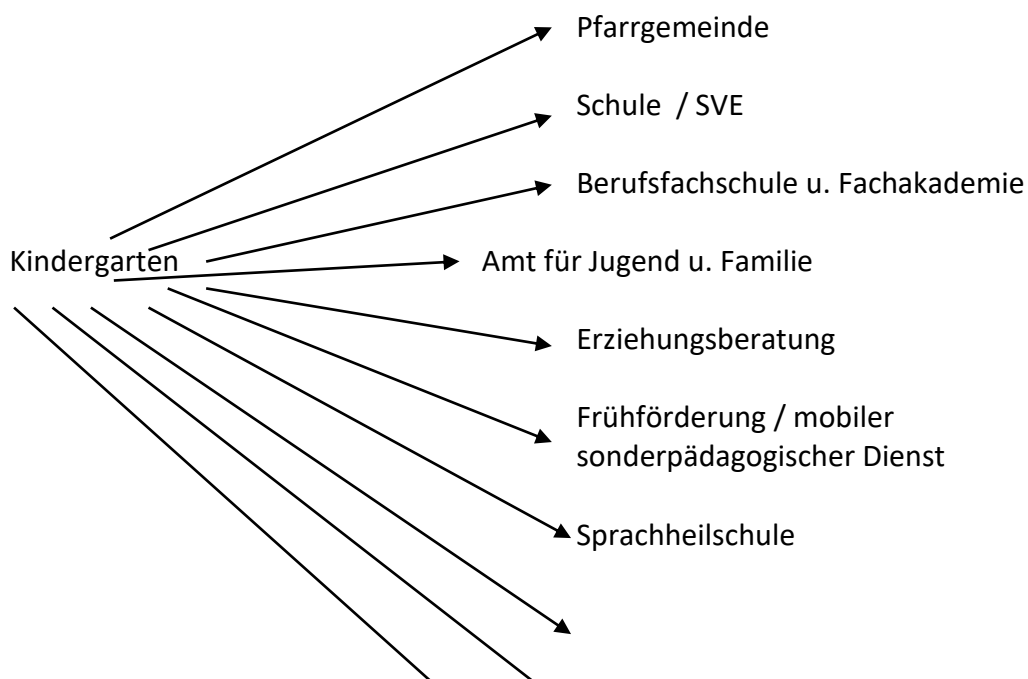 Pfarrgemeinde
Schule / SVE
Berufsfachschule u. Fachakademie
Kindergarten
Amt für Jugend u. Familie
Erziehungsberatung
Frühförderung / mobiler
sonderpädagogischer Dienst
Sprachheilschule